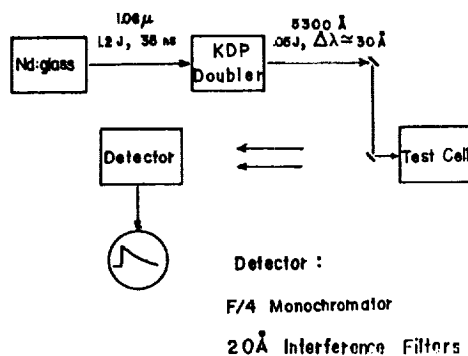 1.06μ
1.2 J, 35 ns
Nd:glass
KDP
Doubler
5300 Å
.05J, Δλ≃30 Å
Detector
Test Cell
Detector :
F/4 Monochromator
20Å Interference Filters